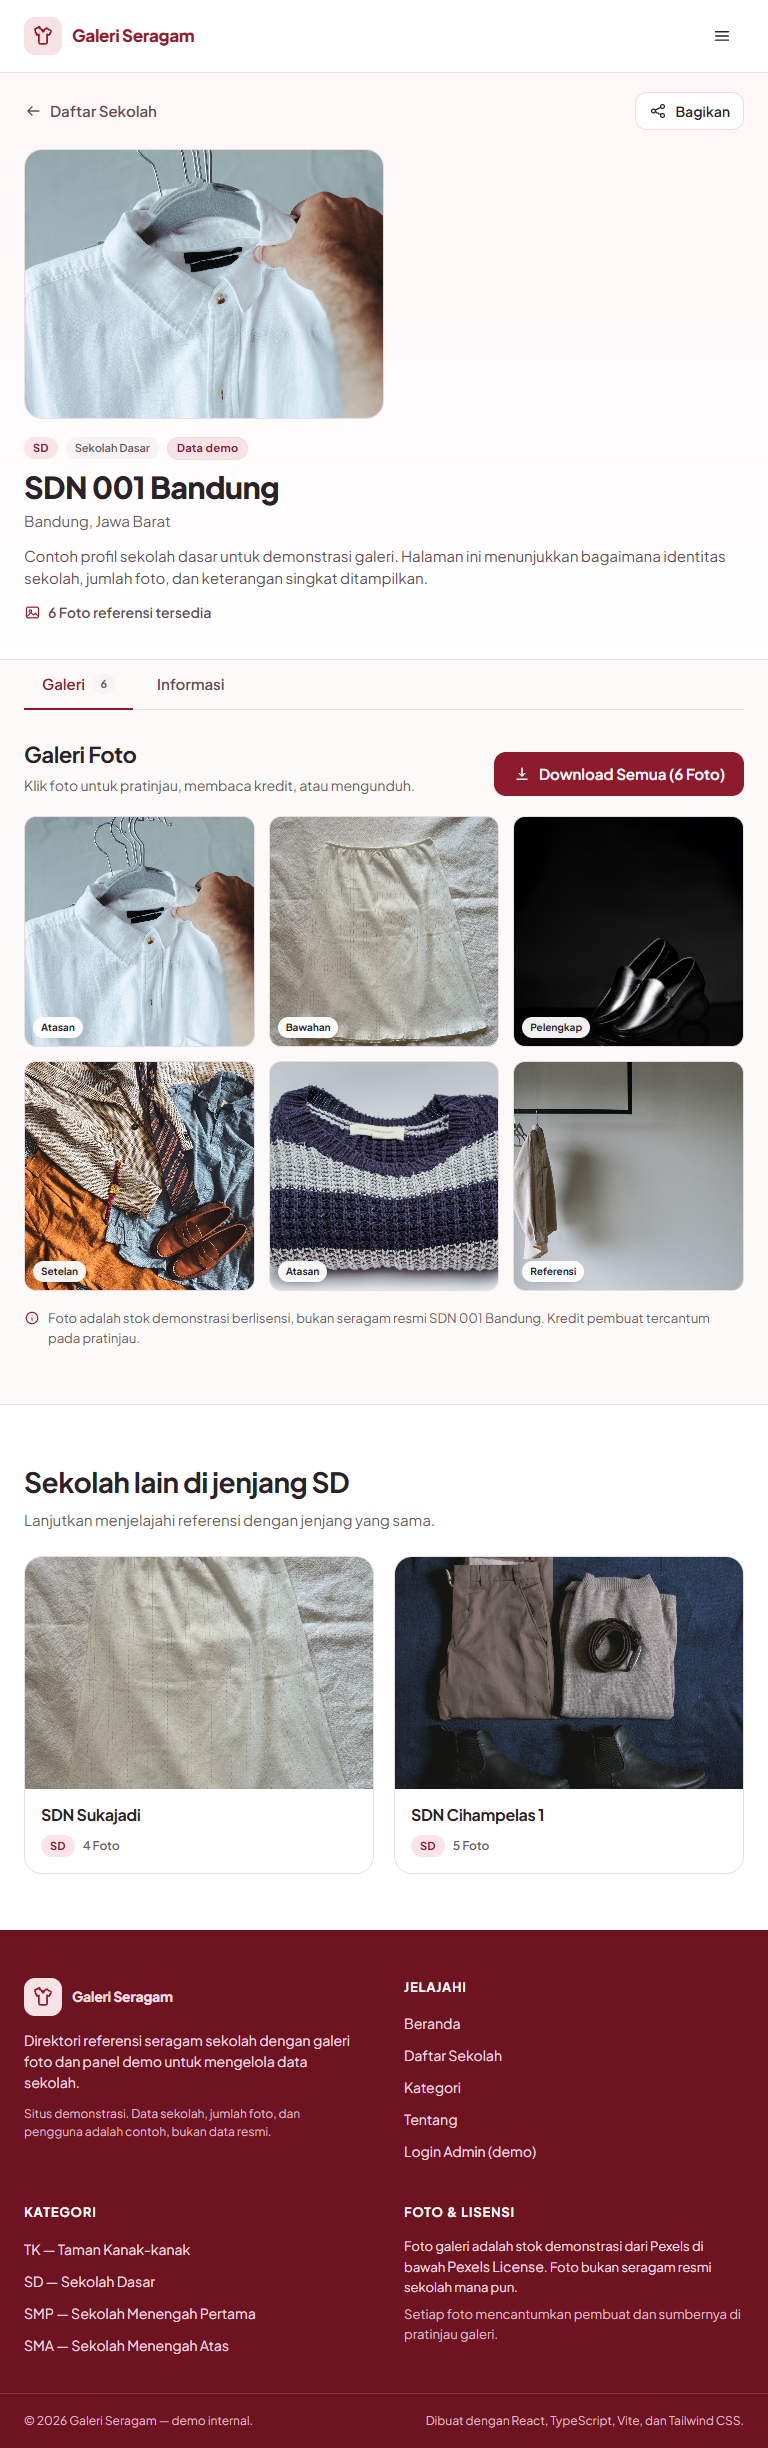 Galeri Seragam
Daftar Sekolah
Bagikan
SD
Sekolah Dasar
Data demo
SDN 001 Bandung
Bandung, Jawa Barat
Contoh profil sekolah dasar untuk demonstrasi galeri. Halaman ini menunjukkan bagaimana identitas
sekolah, jumlah foto, dan keterangan singkat ditampilkan.
6 Foto referensi tersedia
Galeri 6
Informasi
Galeri Foto
Klik foto untuk pratinjau, membaca kredit, atau mengunduh.
Download Semua (6 Foto)
Atasan
Bawahan
Pelengkap
Setelan
Atasan
Referensi
Foto adalah stok demonstrasi berlisensi, bukan seragam resmi SDN 001 Bandung. Kredit pembuat tercantum
pada pratinjau.
Sekolah lain di jenjang SD
Lanjutkan menjelajahi referensi dengan jenjang yang sama.
SDN Sukajadi
SD 4 Foto
SDN Cihampelas 1
SD 5 Foto
Galeri Seragam
Direktori referensi seragam sekolah dengan galeri
foto dan panel demo untuk mengelola data
sekolah.
Situs demonstrasi. Data sekolah, jumlah foto, dan
pengguna adalah contoh, bukan data resmi.
JELAJAHI
Beranda
Daftar Sekolah
Kategori
Tentang
Login Admin (demo)
KATEGORI
TK — Taman Kanak-kanak
SD — Sekolah Dasar
SMP — Sekolah Menengah Pertama
SMA — Sekolah Menengah Atas
FOTO & LISENSI
Foto galeri adalah stok demonstrasi dari Pexels di
bawah Pexels License. Foto bukan seragam resmi
sekolah mana pun.
Setiap foto mencantumkan pembuat dan sumbernya di
pratinjau galeri.
© 2026 Galeri Seragam — demo internal.
Dibuat dengan React, TypeScript, Vite, dan Tailwind CSS.